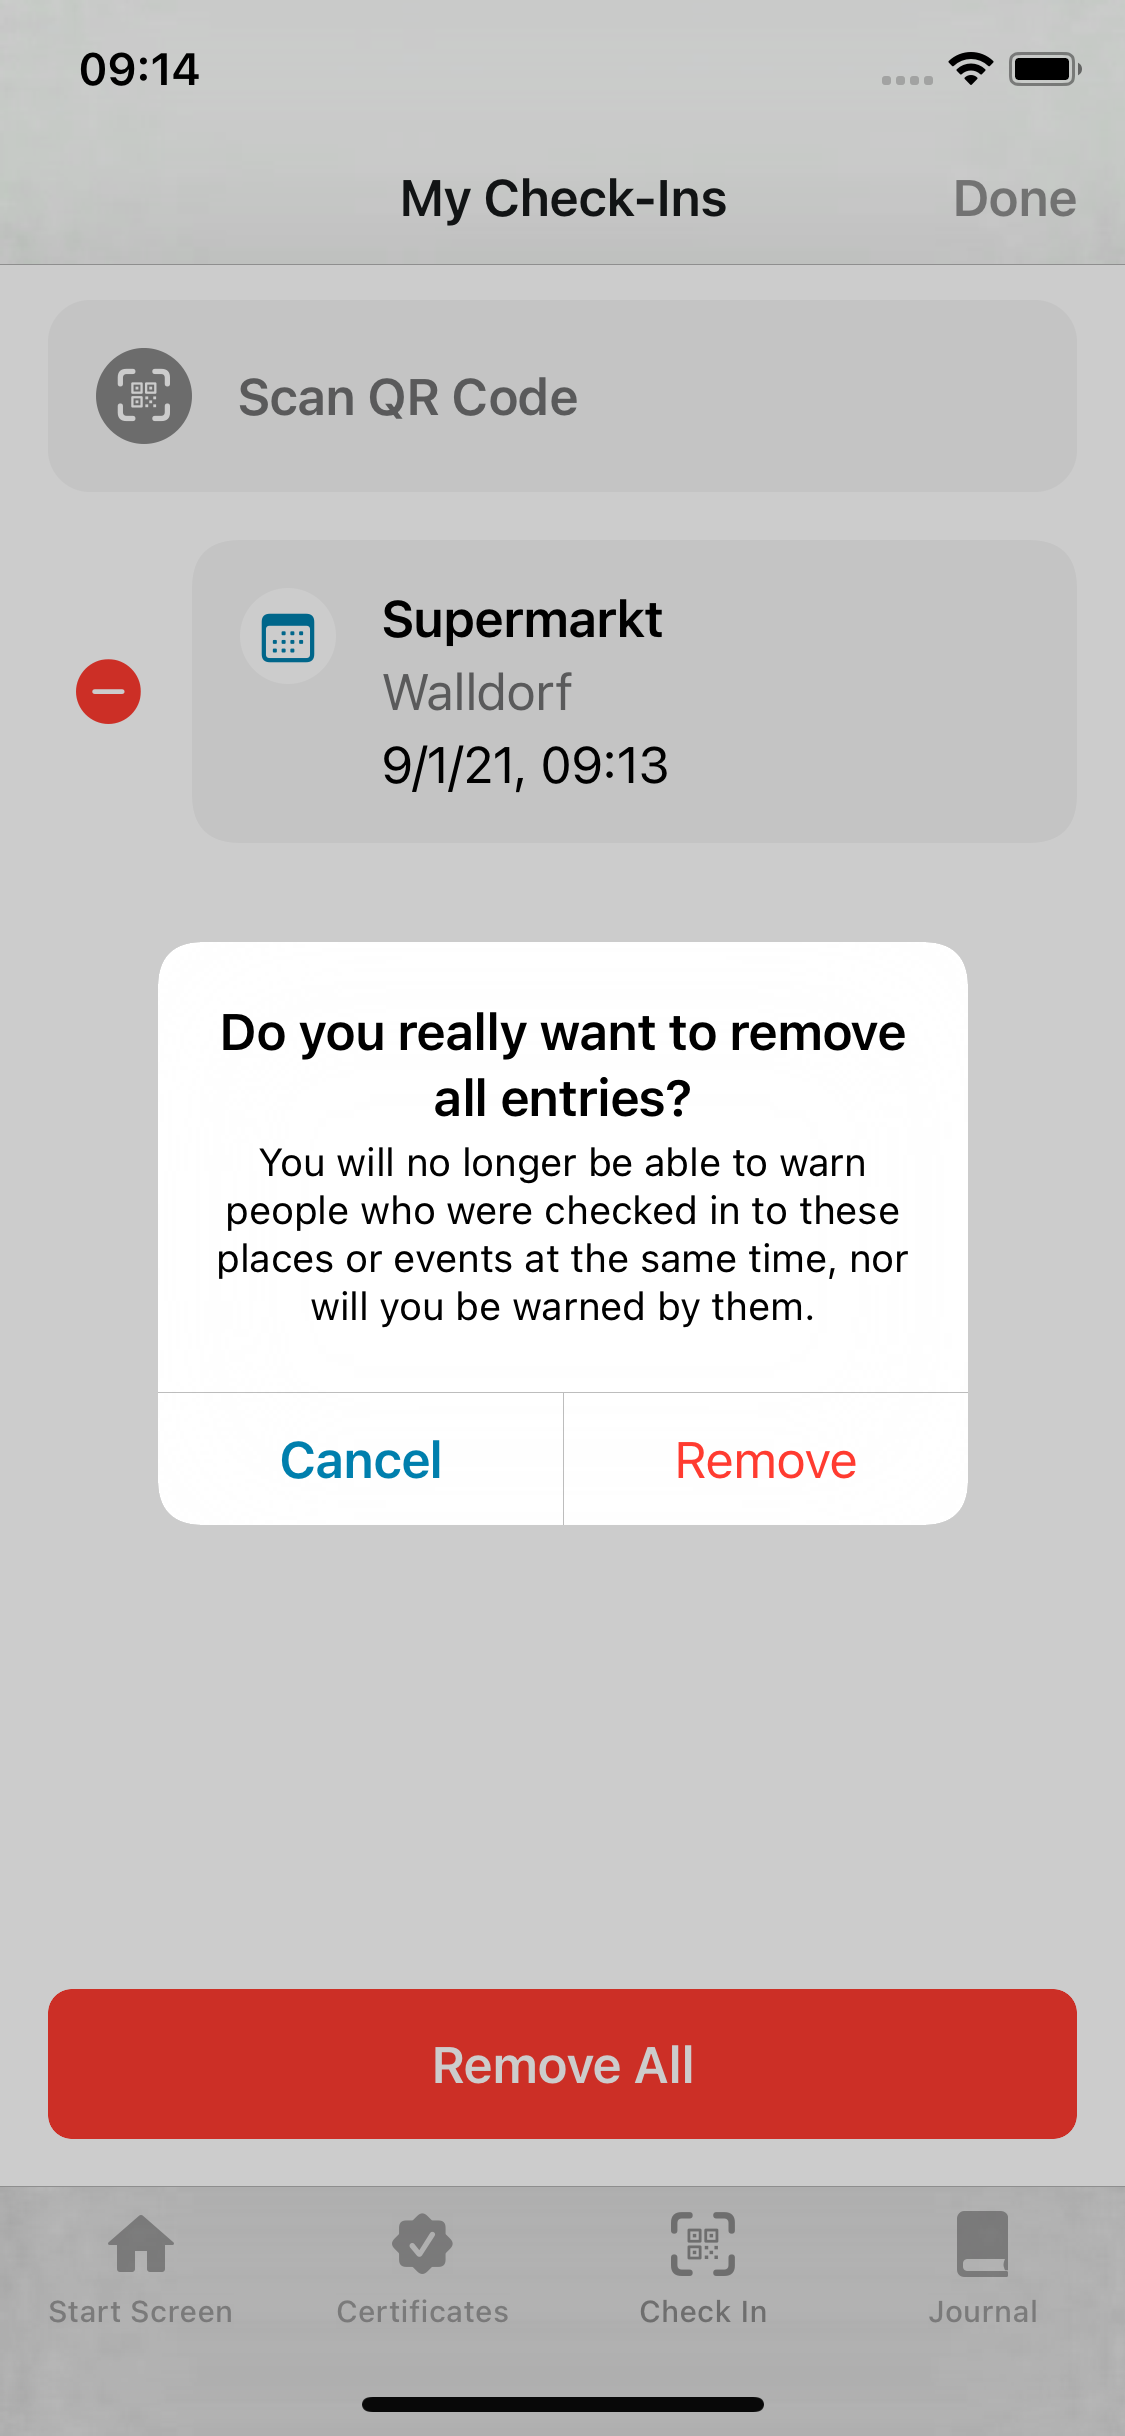 09:14
My Check-Ins
Done
Scan QR Code
Supermarkt
Walldorf
9/1/21, 09:13
Do you really want to remove
all entries?
You will no longer be able to warn
people who were checked in to these
places or events at the same time, nor
will you be warned by them.
Cancel
Remove
Remove All
Start Screen
Certificates
Check In
Journal